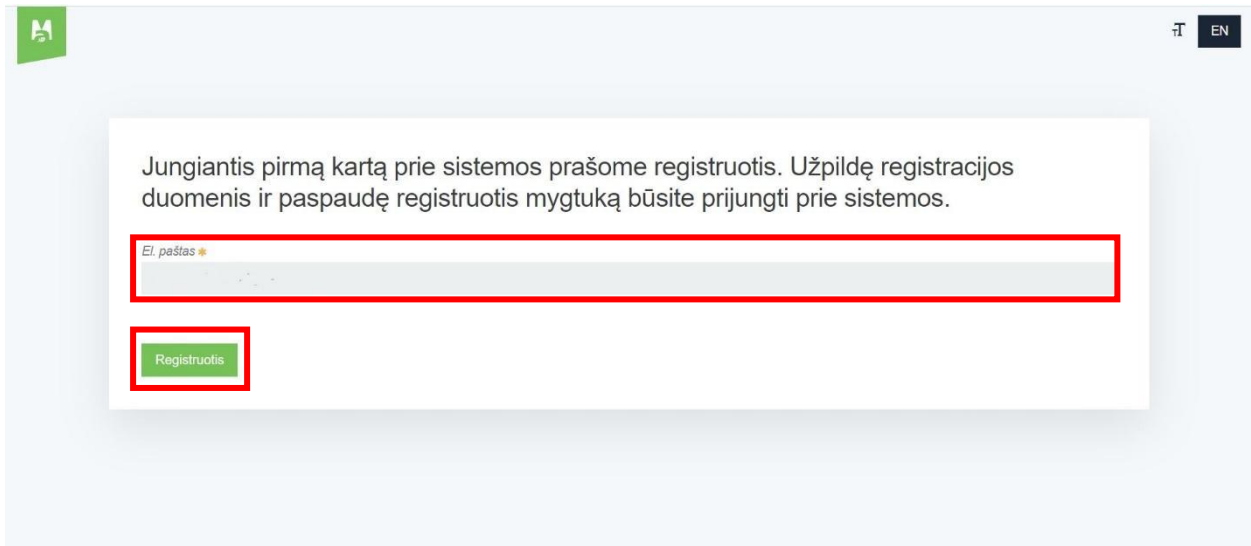 TT EN
Jungiantis pirmą kartą prie sistemos prašome registruotis. Užpildę registracijos
duomenis ir paspaudę registruotis mygtuką būsite prijungti prie sistemos.
El. paštas *
Registruotis